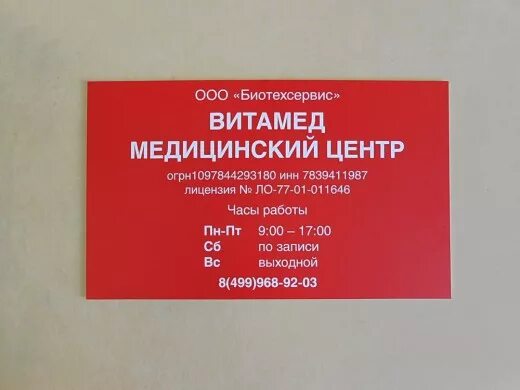 ООО «Биотехсервис»
ВИТАМЕД
МЕДИЦИНСКИЙ ЦЕНТР
огрн1097844293180 инн 7839411987
лицензия № ЛО-77-01-011646
Часы работы
Пн-Пт 9:00 – 17:00
Сб по записи
Вс выходной
8(499)968-92-03